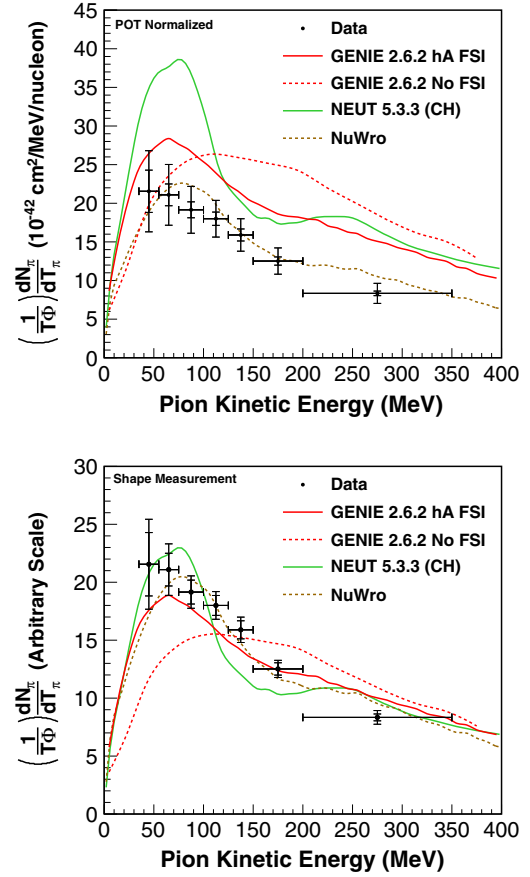 POT Normalized
Data
GENIE 2.6.2 hA FSI
GENIE 2.6.2 No FSI
NEUT 5.3.3 (CH)
NuWro
(1/TΦ) dNπ/dTπ (10⁻⁴² cm²/MeV/nucleon)
45
40
35
30
25
20
15
10
5
0
0 50 100 150 200 250 300 350 400
Pion Kinetic Energy (MeV)
Shape Measurement
Data
GENIE 2.6.2 hA FSI
GENIE 2.6.2 No FSI
NEUT 5.3.3 (CH)
NuWro
(1/TΦ) dNπ/dTπ (Arbitrary Scale)
30
25
20
15
10
5
0
0 50 100 150 200 250 300 350 400
Pion Kinetic Energy (MeV)